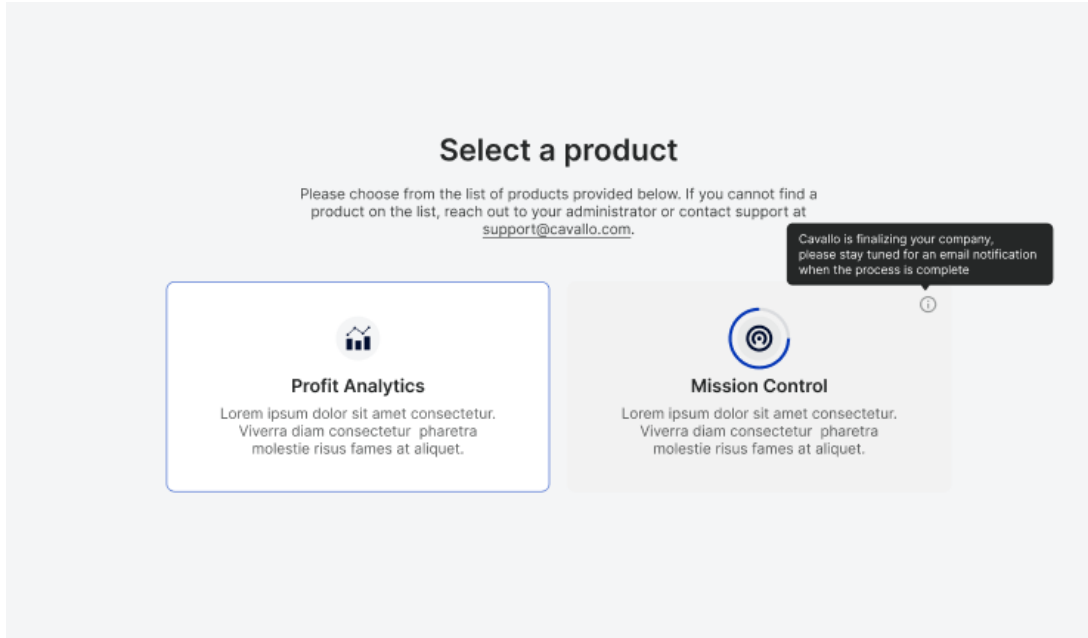 Select a product
Please choose from the list of products provided below. If you cannot find a
product on the list, reach out to your administrator or contact support at
support@cavallo.com.
Cavallo is finalizing your company,
please stay tuned for an email notification
when the process is complete
Profit Analytics
Lorem ipsum dolor sit amet consectetur.
Viverra diam consectetur  pharetra
molestie risus fames at aliquet.
Mission Control
Lorem ipsum dolor sit amet consectetur.
Viverra diam consectetur  pharetra
molestie risus fames at aliquet.